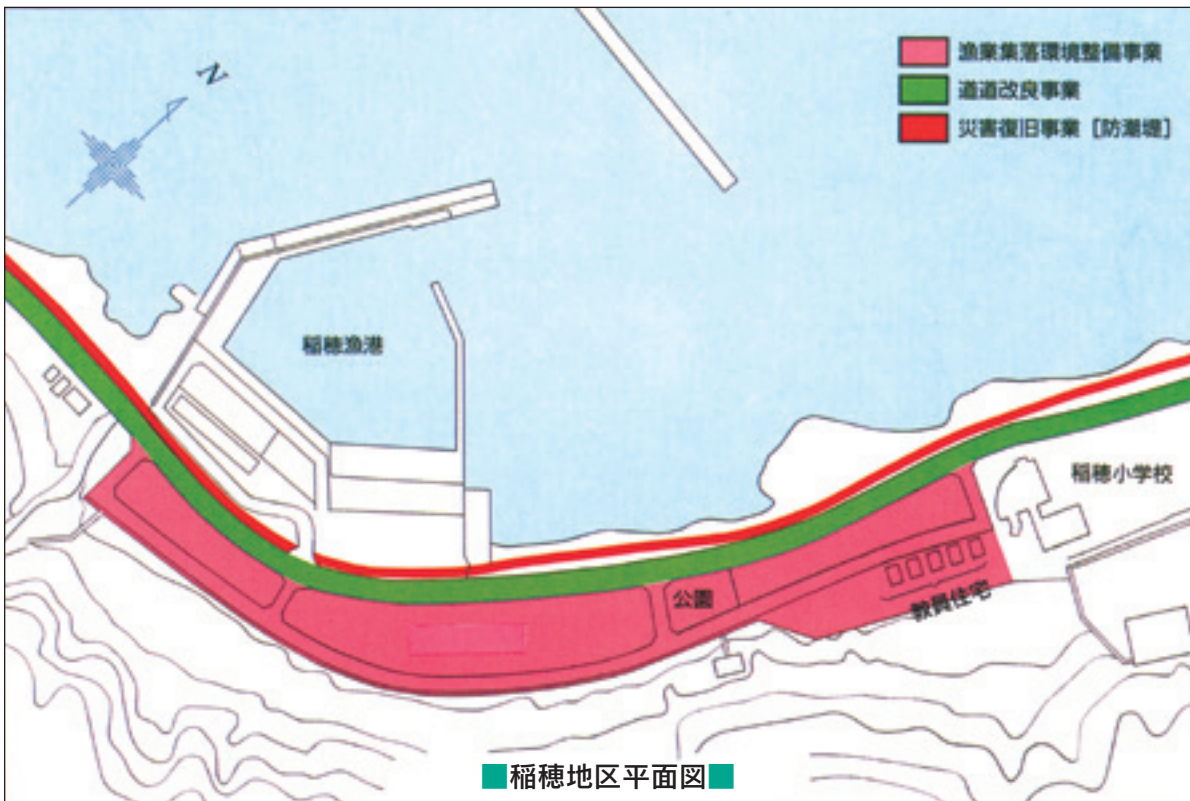 N
漁業集落環境整備事業
道道改良事業
災害復旧事業［防潮堤］
稲穂漁港
稲穂小学校
公園
教員住宅
■稲穂地区平面図■